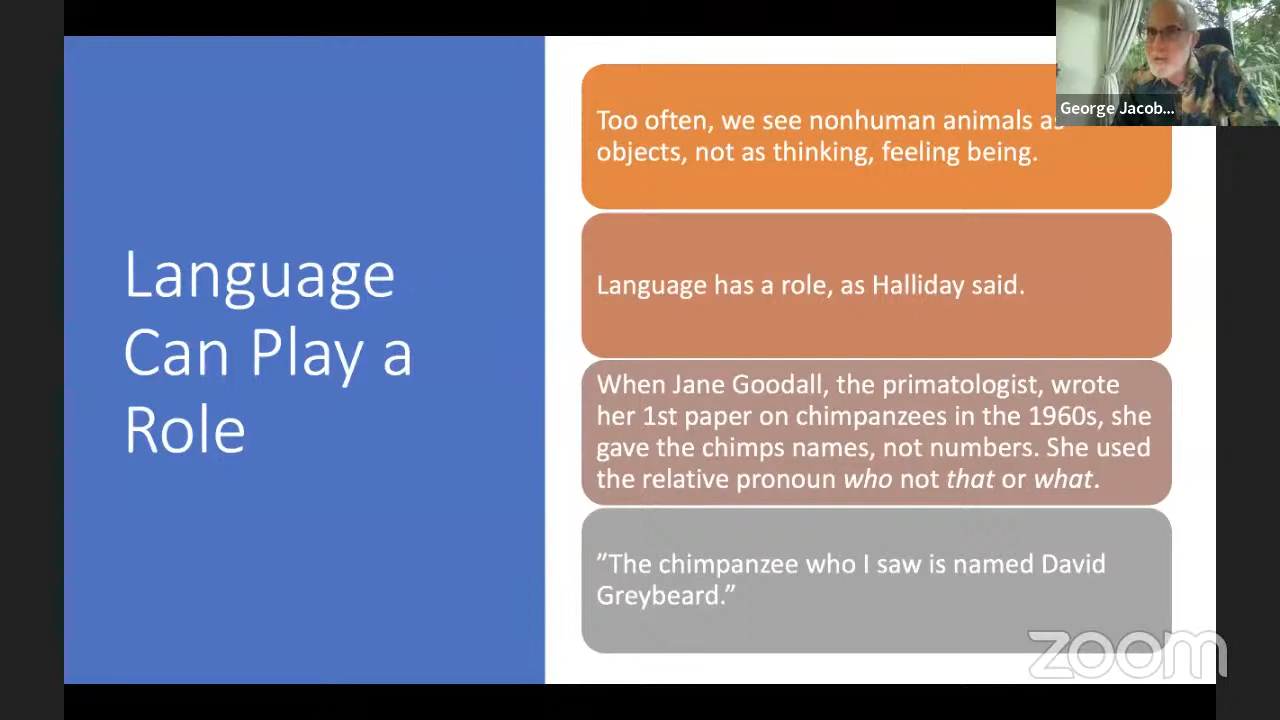 Language
Can Play a
Role
Too often, we see nonhuman animals as
objects, not as thinking, feeling being.
Language has a role, as Halliday said.
When Jane Goodall, the primatologist, wrote
her 1st paper on chimpanzees in the 1960s, she
gave the chimps names, not numbers. She used
the relative pronoun who not that or what.
”The chimpanzee who I saw is named David
Greybeard.”
George Jacob...
zoom